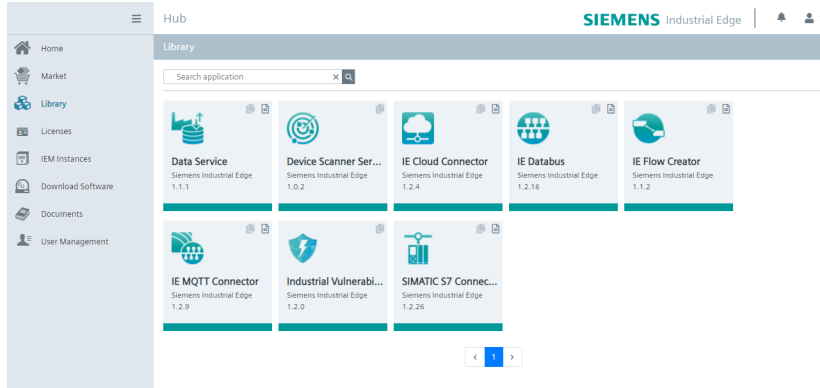 Hub
SIEMENS Industrial Edge
Home
Market
Library
Licenses
IEM Instances
Download Software
Documents
User Management
Library
Search application
Data Service
Siemens Industrial Edge
1.1.1
Device Scanner Ser...
Siemens Industrial Edge
1.0.2
IE Cloud Connector
Siemens Industrial Edge
1.2.4
IE Databus
Siemens Industrial Edge
1.2.16
IE Flow Creator
Siemens Industrial Edge
1.1.2
IE MQTT Connector
Siemens Industrial Edge
1.2.9
Industrial Vulnerabi...
Siemens Industrial Edge
1.2.0
SIMATIC S7 Connec...
Siemens Industrial Edge
1.2.26
1